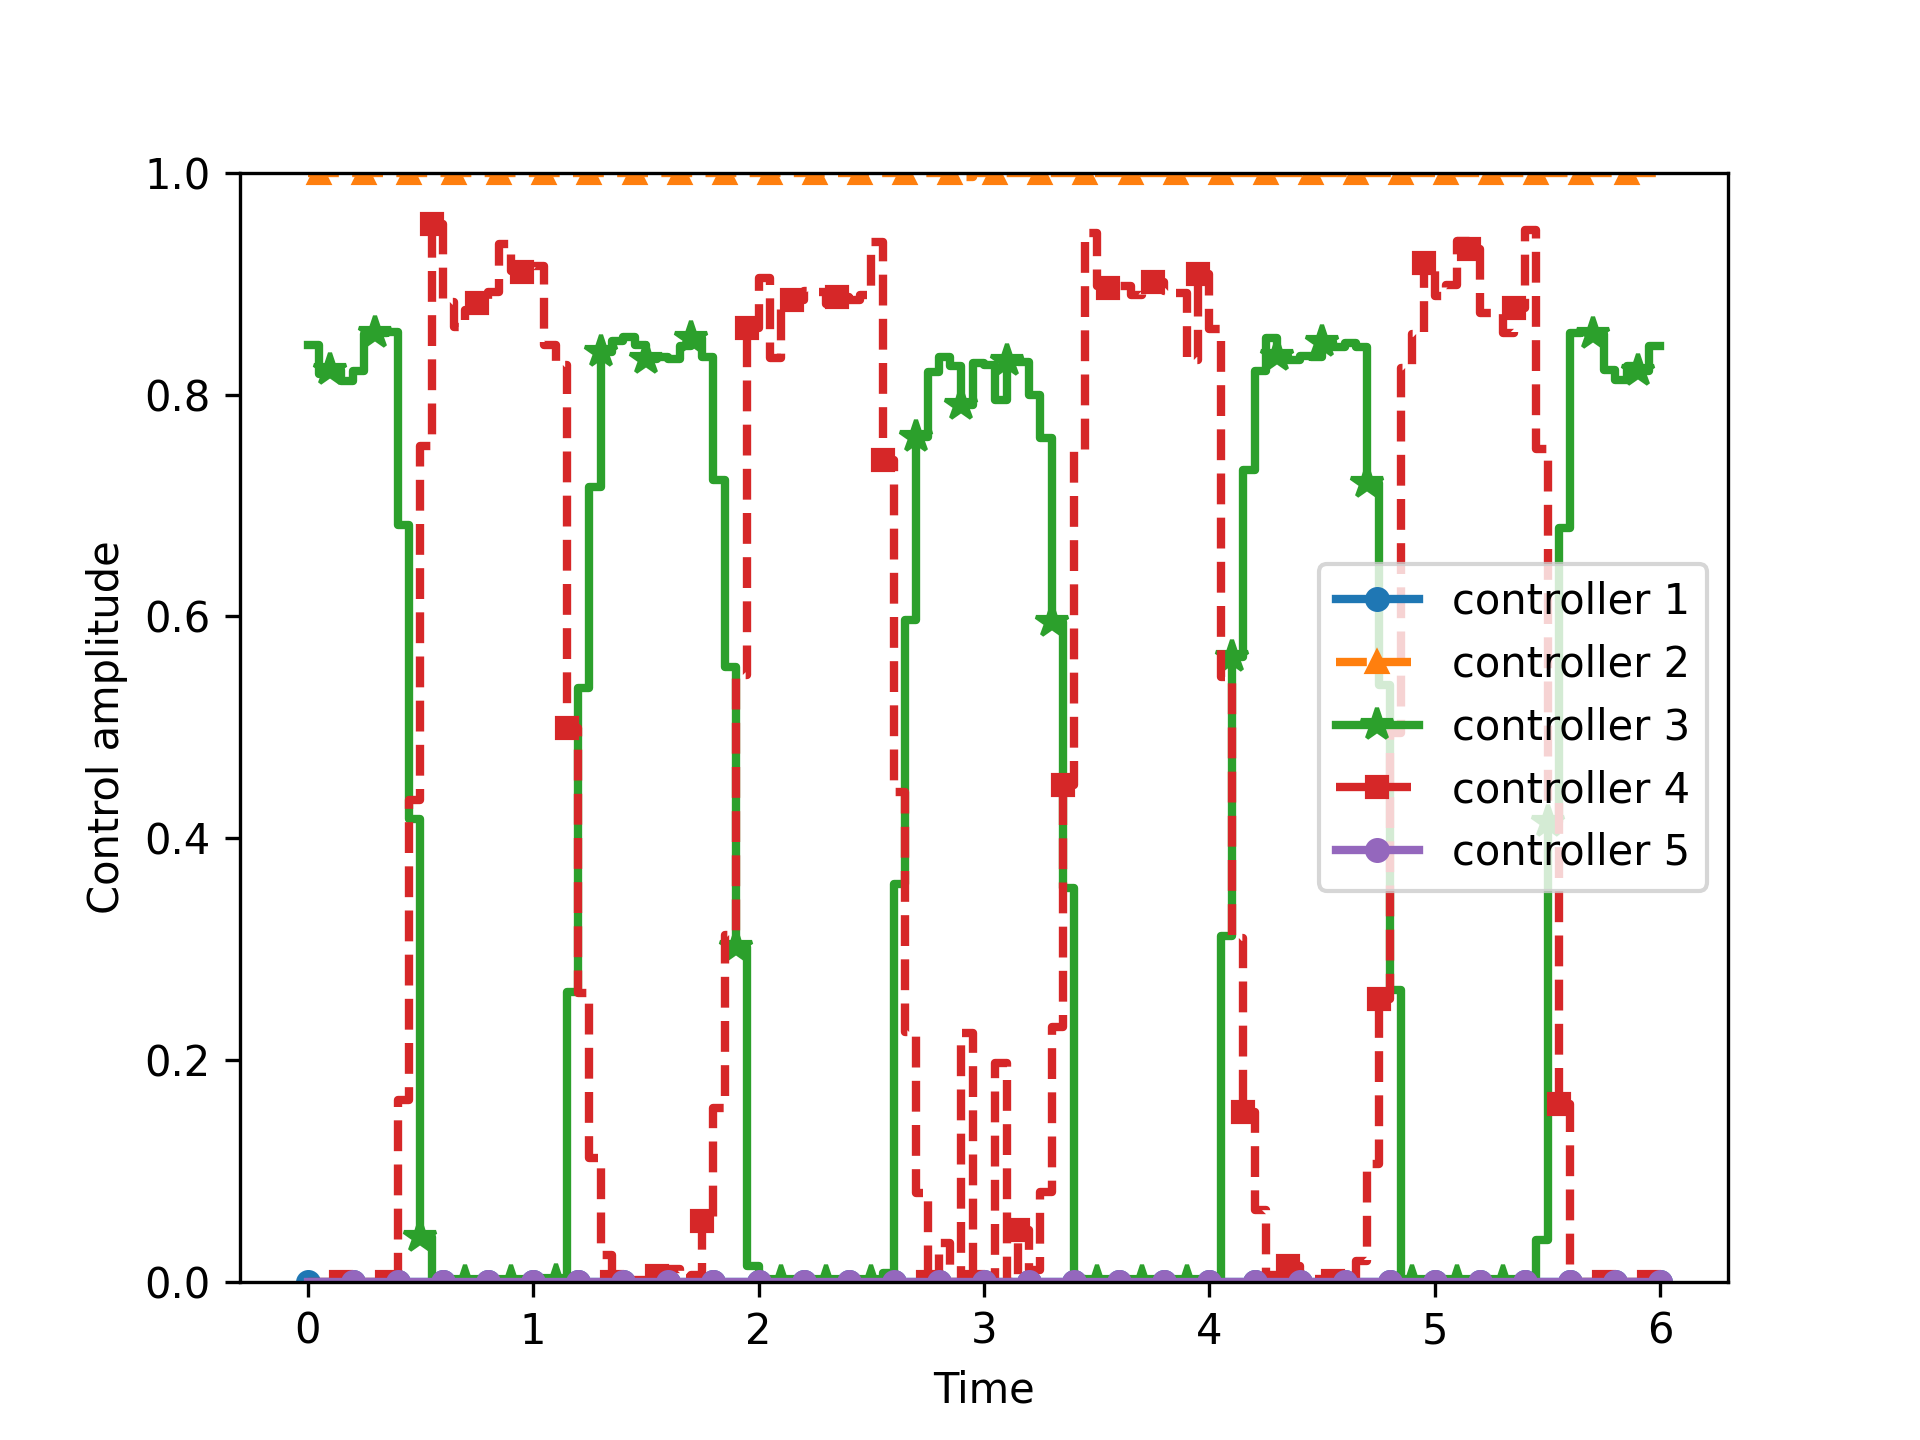 1.0
0.8
0.6
0.4
0.2
0.0
Control amplitude
controller 1
controller 2
controller 3
controller 4
controller 5
0 1 2 3 4 5 6
Time